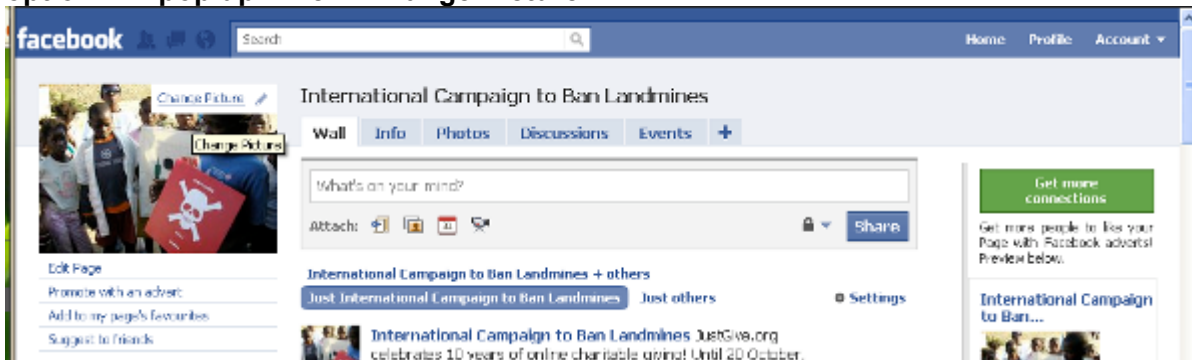 facebook Search Home Profile Account
Change Picture
Change Picture
International Campaign to Ban Landmines
Wall Info Photos Discussions Events +
What's on your mind?
Attach: 31 Share
Edit Page
Promote with an advert
Add to my page's favourites
Suggest to friends
International Campaign to Ban Landmines + others
Just International Campaign to Ban Landmines Just others Settings
International Campaign to Ban Landmines JustGive.org
celebrates 10 years of online charitable giving! Until 20 October,
Get more
connections
Get more people to like your
Page with Facebook adverts!
Preview below.
International Campaign
to Ban...